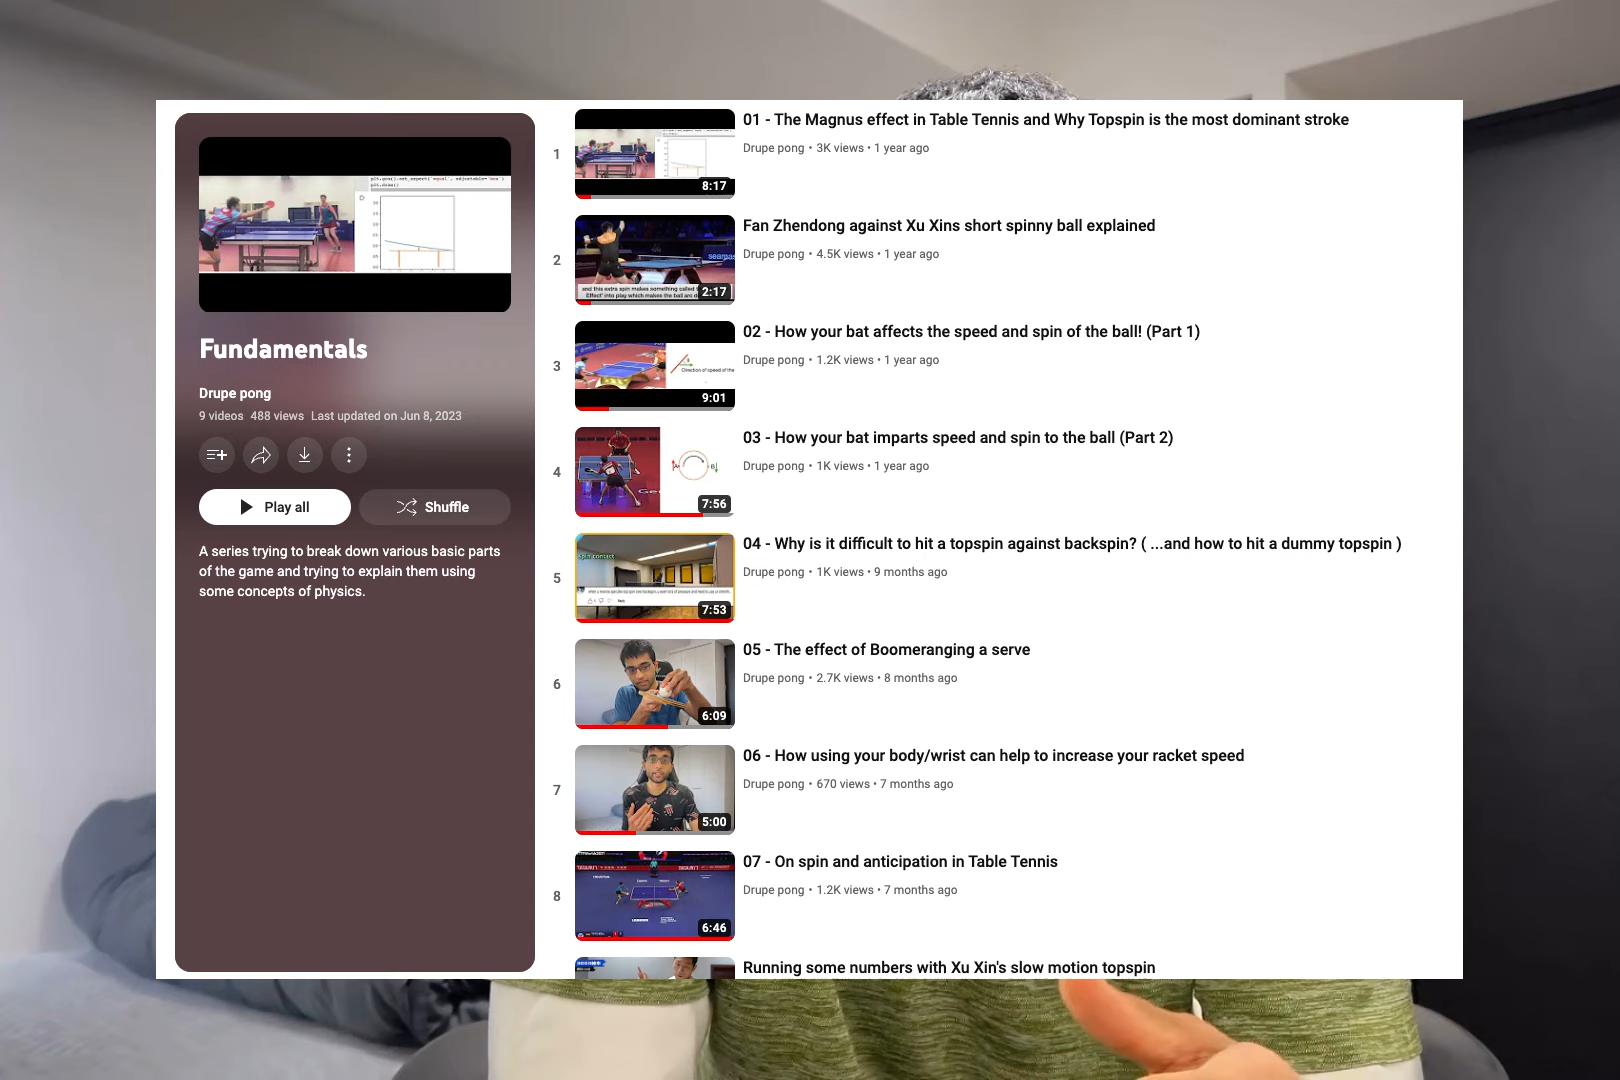 Fundamentals
Drupe pong
9 videos 488 views Last updated on Jun 8, 2023
Play all
Shuffle
A series trying to break down various basic parts
of the game and trying to explain them using
some concepts of physics.
1
8:17
01 - The Magnus effect in Table Tennis and Why Topspin is the most dominant stroke
Drupe pong • 3K views • 1 year ago
2
seamas
2:17
Fan Zhendong against Xu Xins short spinny ball explained
Drupe pong • 4.5K views • 1 year ago
3
Direction of speed of the
9:01
02 - How your bat affects the speed and spin of the ball! (Part 1)
Drupe pong • 1.2K views • 1 year ago
4
7:56
03 - How your bat imparts speed and spin to the ball (Part 2)
Drupe pong • 1K views • 1 year ago
5
Spin contact
7:53
04 - Why is it difficult to hit a topspin against backspin? ( ...and how to hit a dummy topspin )
Drupe pong • 1K views • 9 months ago
6
6:09
05 - The effect of Boomeranging a serve
Drupe pong • 2.7K views • 8 months ago
7
5:00
06 - How using your body/wrist can help to increase your racket speed
Drupe pong • 670 views • 7 months ago
8
6:46
07 - On spin and anticipation in Table Tennis
Drupe pong • 1.2K views • 7 months ago
Running some numbers with Xu Xin's slow motion topspin